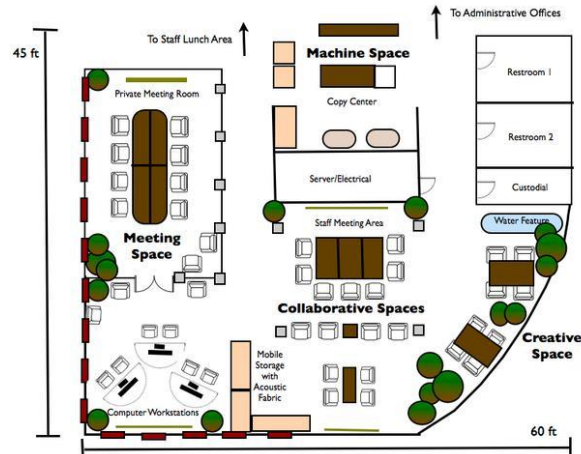 To Administrative Offices
To Staff Lunch Area
45 ft
Machine Space
Private Meeting Room
Restroom 1
Copy Center
Restroom 2
Server/Electrical
Custodial
Staff Meeting Area
Water Feature
Meeting
Space
Collaborative Spaces
Creative
Space
Mobile
Storage
with
Acoustic
Fabric
Computer Workstations
60 ft